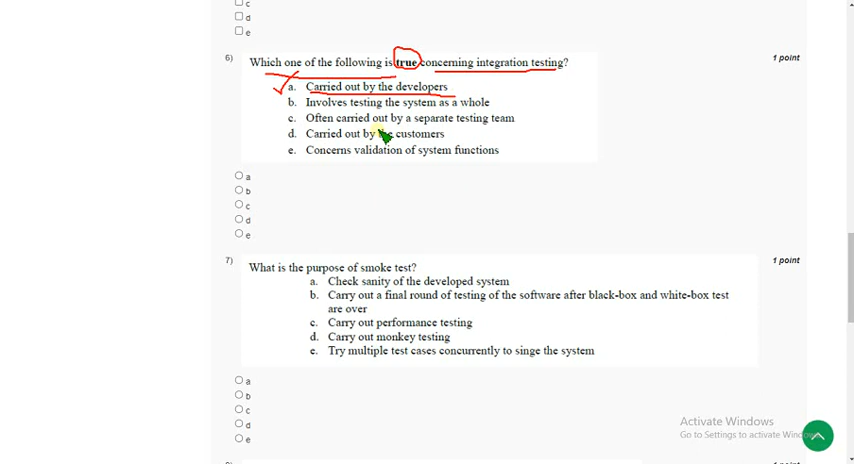 c
d
e
6) Which one of the following is true concerning integration testing? 1 point
a. Carried out by the developers
b. Involves testing the system as a whole
c. Often carried out by a separate testing team
d. Carried out by the customers
e. Concerns validation of system functions
a
b
c
d
e
7) What is the purpose of smoke test? 1 point
a. Check sanity of the developed system
b. Carry out a final round of testing of the software after black-box and white-box test
are over
c. Carry out performance testing
d. Carry out monkey testing
e. Try multiple test cases concurrently to singe the system
a
b
c
d
e
Activate Windows
Go to Settings to activate Windows